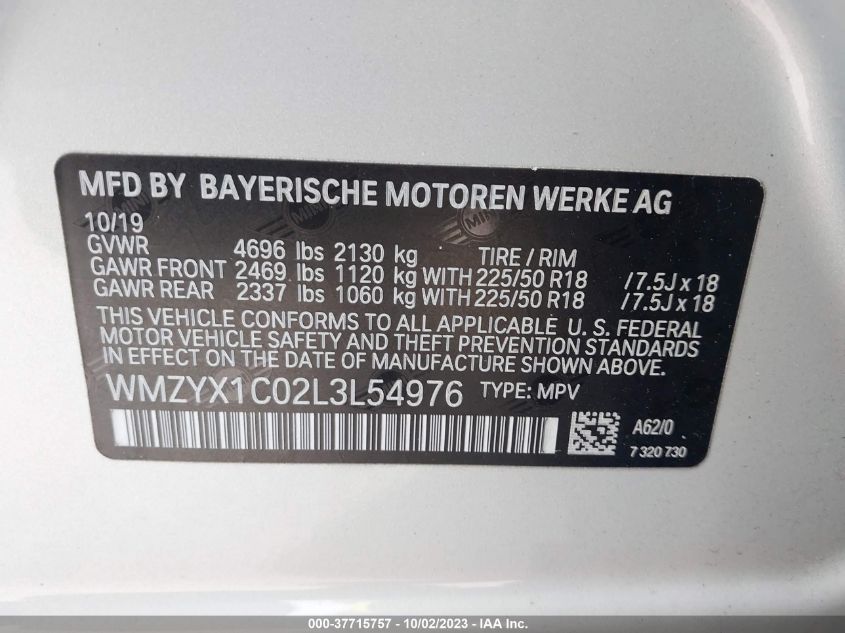 MFD BY BAYERISCHE MOTOREN WERKE AG
10/19
GVWR 4696 lbs 2130 kg TIRE / RIM
GAWR FRONT 2469 lbs 1120 kg WITH 225/50 R18 /7.5J x 18
GAWR REAR 2337 lbs 1060 kg WITH 225/50 R18 /7.5J x 18
THIS VEHICLE CONFORMS TO ALL APPLICABLE U. S. FEDERAL
MOTOR VEHICLE SAFETY AND THEFT PREVENTION STANDARDS
IN EFFECT ON THE DATE OF MANUFACTURE SHOWN ABOVE.
WMZYX1C02L3L54976 TYPE: MPV
A62/0
7 320 730
000-37715757 - 10/02/2023 - IAA Inc.